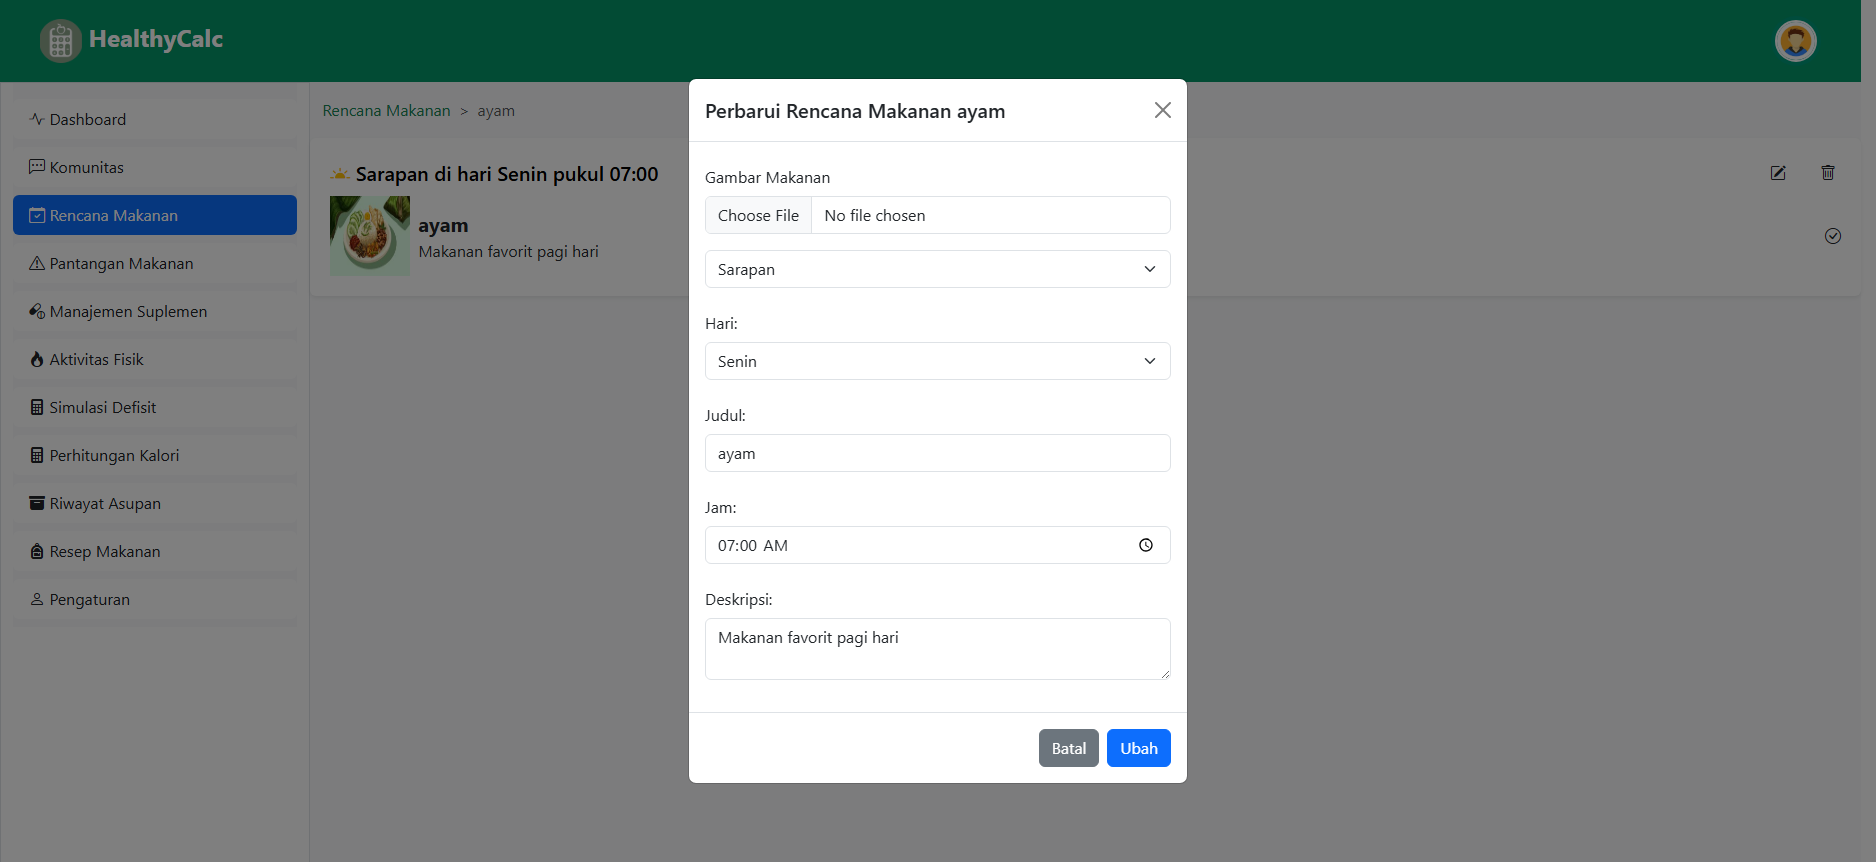 HealthyCalc
Dashboard
Komunitas
Rencana Makanan
Pantangan Makanan
Manajemen Suplemen
Aktivitas Fisik
Simulasi Defisit
Perhitungan Kalori
Riwayat Asupan
Resep Makanan
Pengaturan
Rencana Makanan > ayam
Sarapan di hari Senin pukul 07:00
ayam
Makanan favorit pagi hari
Perbarui Rencana Makanan ayam
Gambar Makanan
Choose File No file chosen
Sarapan
Hari:
Senin
Judul:
ayam
Jam:
07:00 AM
Deskripsi:
Makanan favorit pagi hari
Batal Ubah